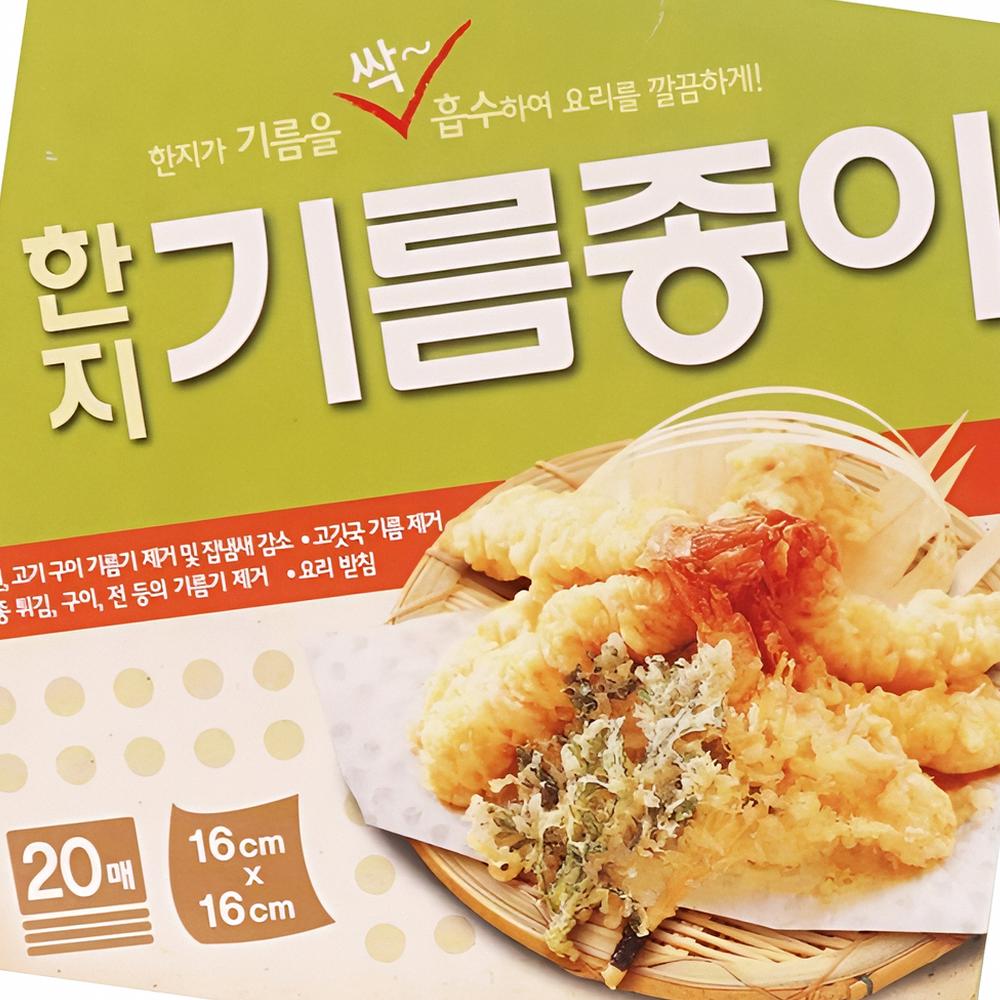 싹~
한지가 기름을 흡수하여 요리를 깔끔하게!
한지
기름종이
고기 구이 기름기 제거 및 집냄새 감소 • 고깃국 기름 제거
튀김, 구이, 전 등의 기름기 제거 • 요리 받침
20매
16cm
x
16cm